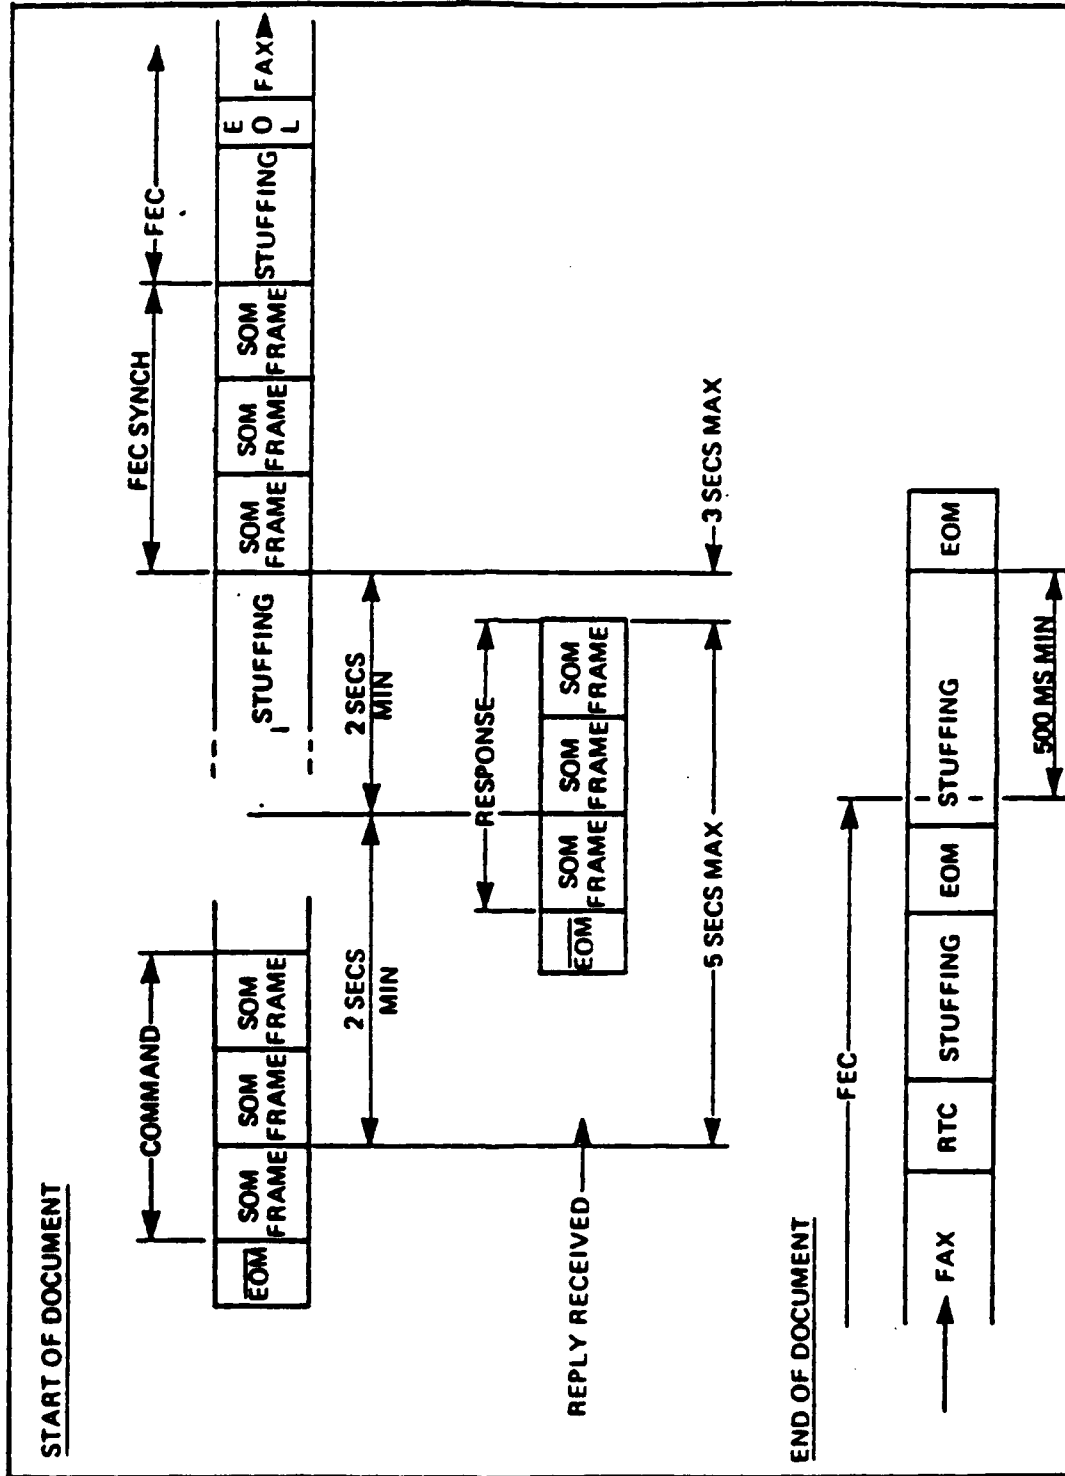 START OF DOCUMENT
COMMAND
FEC SYNCH
FEC
EOM
SOM
FRAME
SOM
FRAME
SOM
FRAME
STUFFING
SOM
FRAME
SOM
FRAME
SOM
FRAME
STUFFING
EOL
FAX
2 SECS
MIN
2 SECS
MIN
RESPONSE
EOM
SOM
FRAME
SOM
FRAME
SOM
FRAME
REPLY RECEIVED
5 SECS MAX
3 SECS MAX
END OF DOCUMENT
FEC
FAX
RTC
STUFFING
EOM
STUFFING
EOM
500 MS MIN